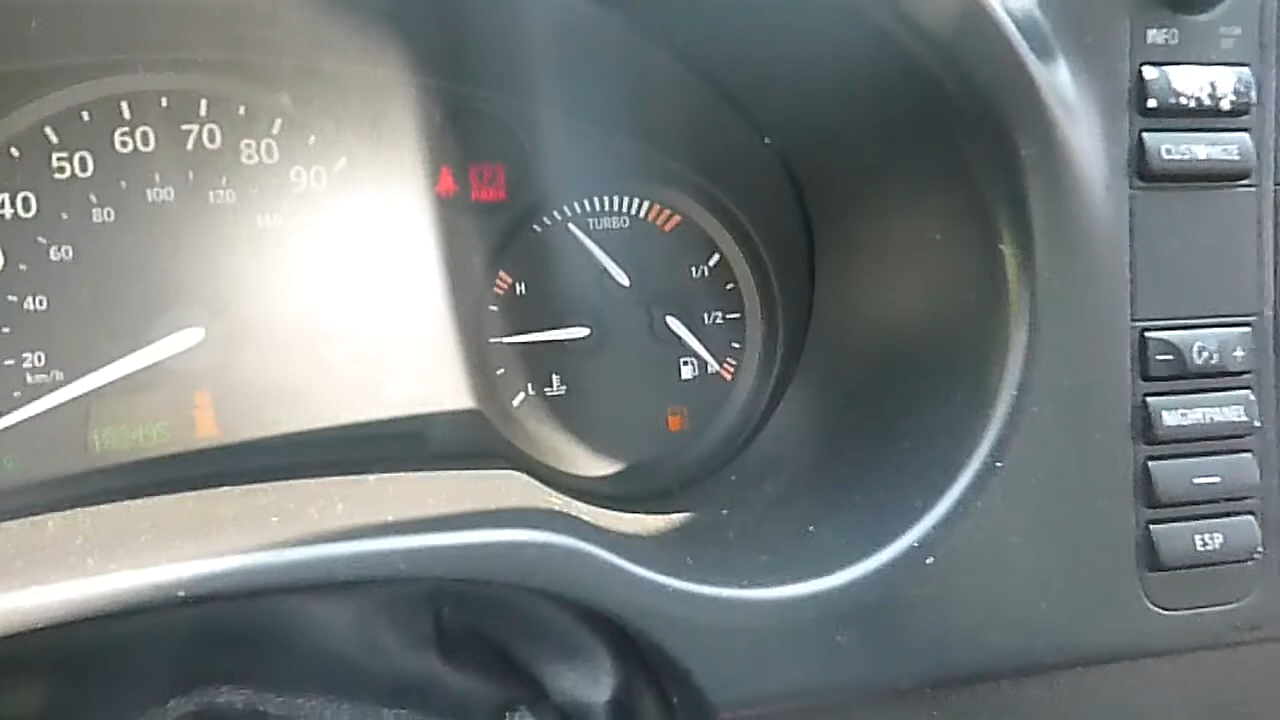 40
50
60
70
80
90
20
40
60
80
100
120
140
km/h
(P)
PARK
TURBO
H
L
1/1
1/2
INFO
CUSTOMIZE
- +
NIGHTPANEL
ESP